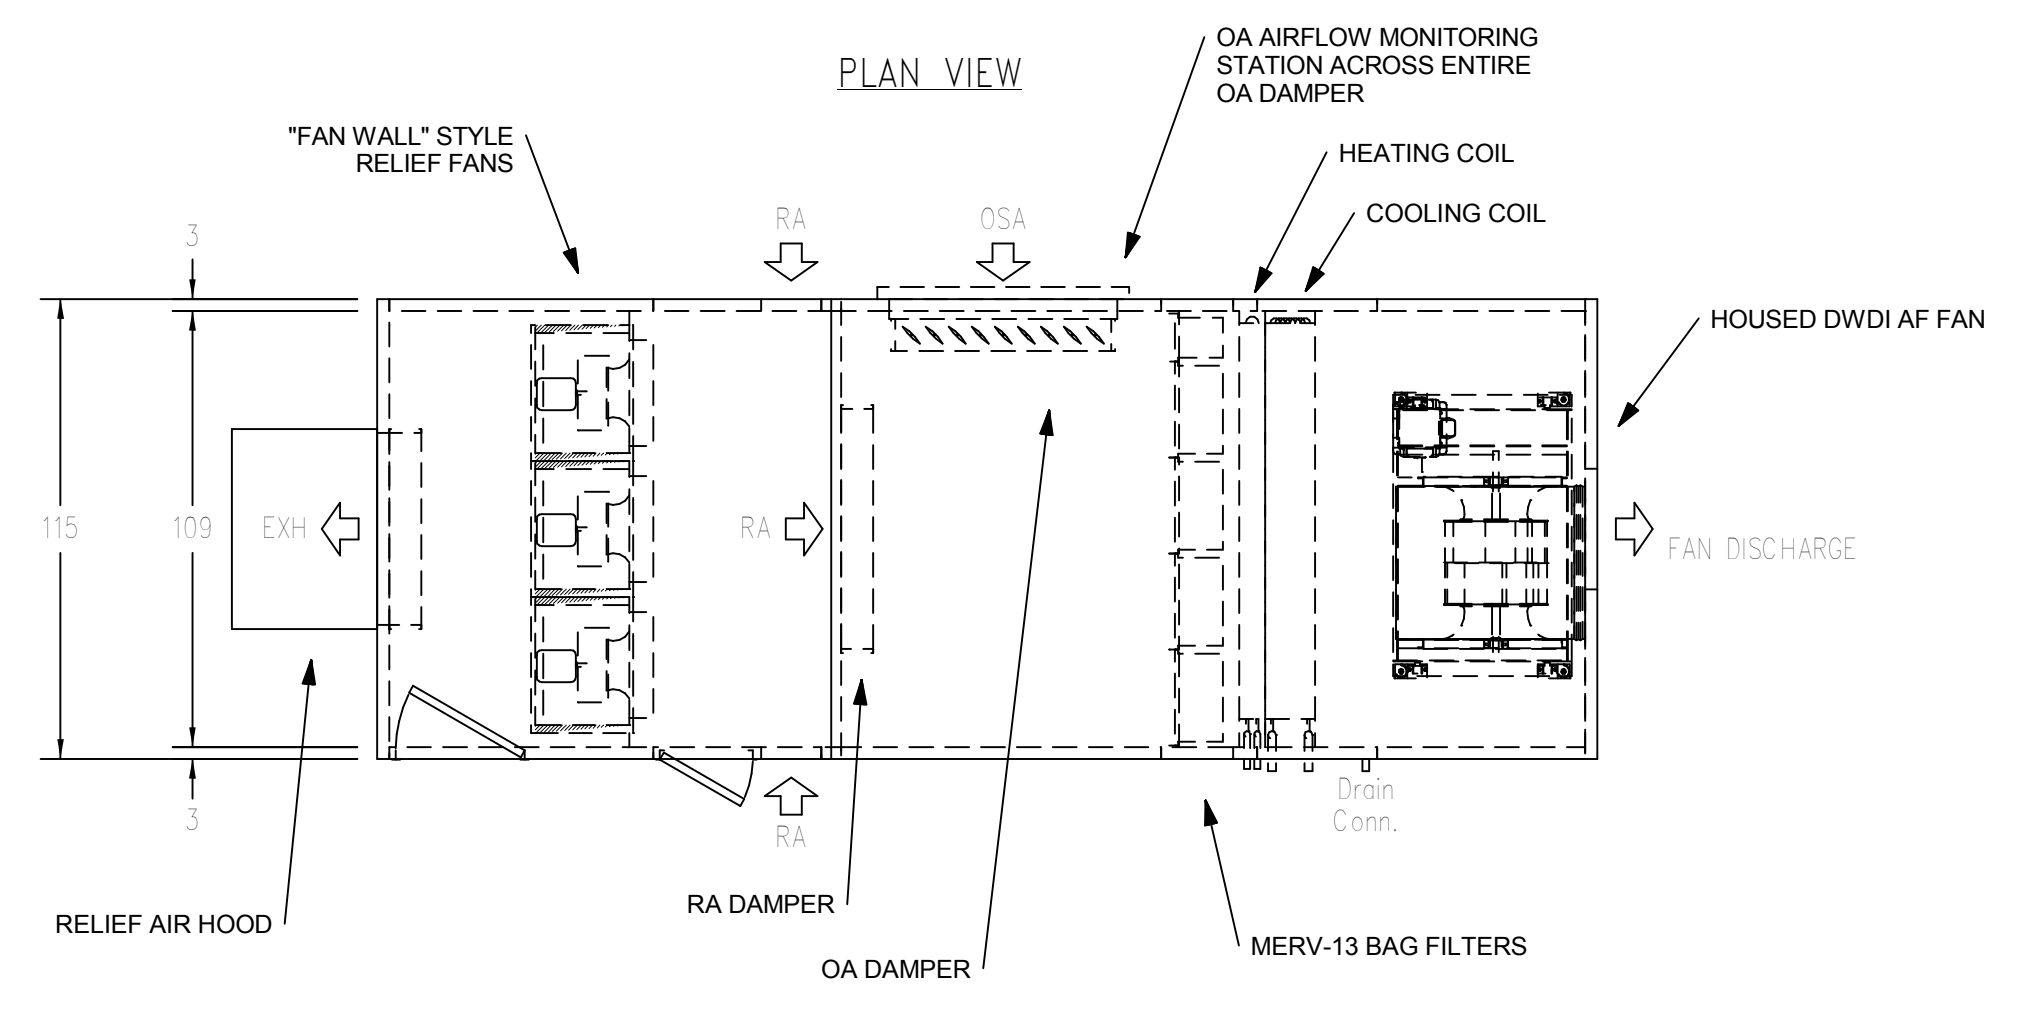 PLAN VIEW
OA AIRFLOW MONITORING
STATION ACROSS ENTIRE
OA DAMPER
"FAN WALL" STYLE
RELIEF FANS
HEATING COIL
COOLING COIL
RA
OSA
3
HOUSED DWDI AF FAN
115
109
EXH
RA
FAN DISCHARGE
3
RA
Drain
Conn.
RELIEF AIR HOOD
RA DAMPER
OA DAMPER
MERV-13 BAG FILTERS